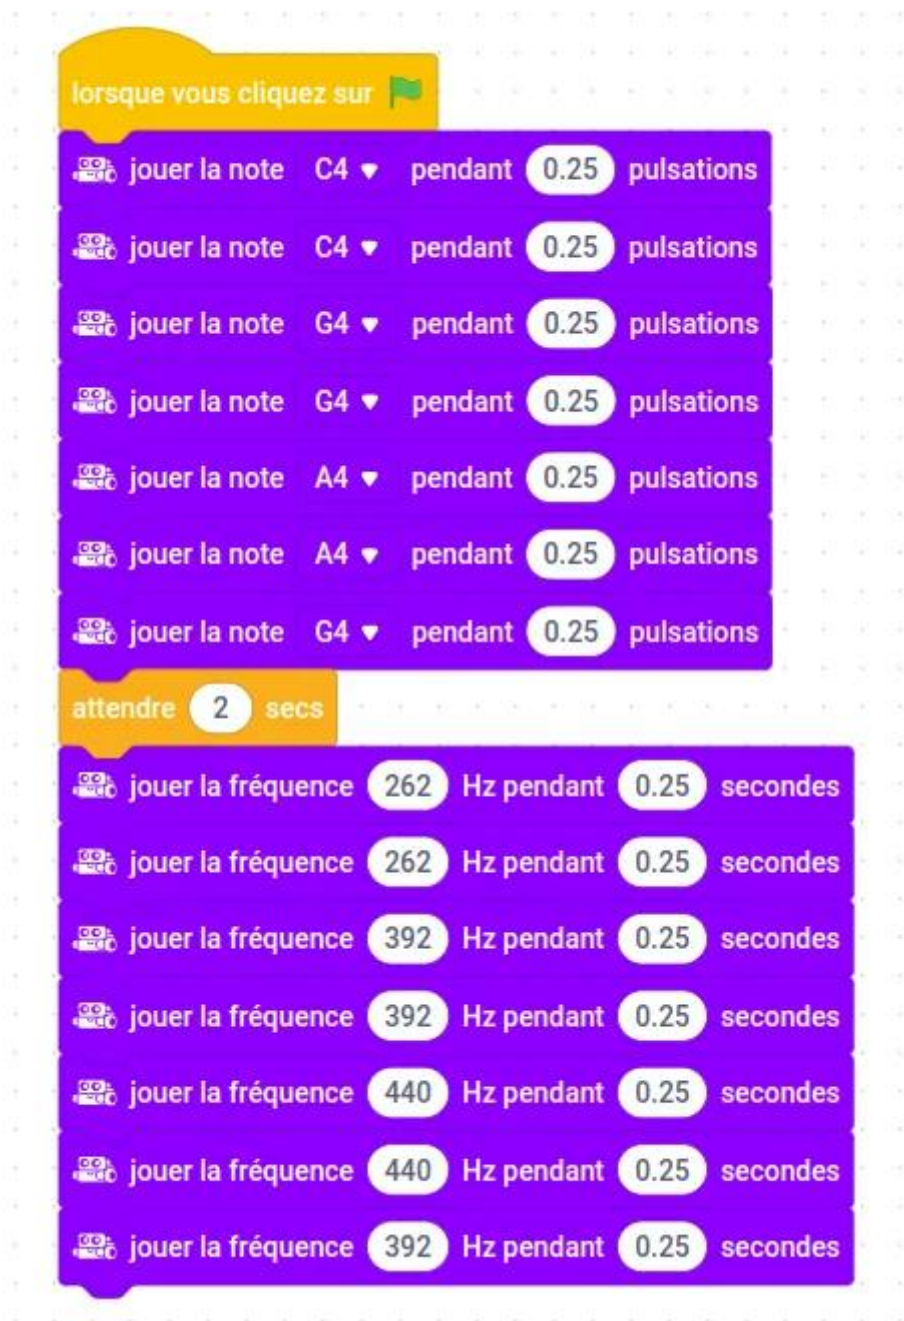 lorsque vous cliquez sur
jouer la note C4 pendant 0.25 pulsations
jouer la note C4 pendant 0.25 pulsations
jouer la note G4 pendant 0.25 pulsations
jouer la note G4 pendant 0.25 pulsations
jouer la note A4 pendant 0.25 pulsations
jouer la note A4 pendant 0.25 pulsations
jouer la note G4 pendant 0.25 pulsations
attendre 2 secs
jouer la fréquence 262 Hz pendant 0.25 secondes
jouer la fréquence 262 Hz pendant 0.25 secondes
jouer la fréquence 392 Hz pendant 0.25 secondes
jouer la fréquence 392 Hz pendant 0.25 secondes
jouer la fréquence 440 Hz pendant 0.25 secondes
jouer la fréquence 440 Hz pendant 0.25 secondes
jouer la fréquence 392 Hz pendant 0.25 secondes